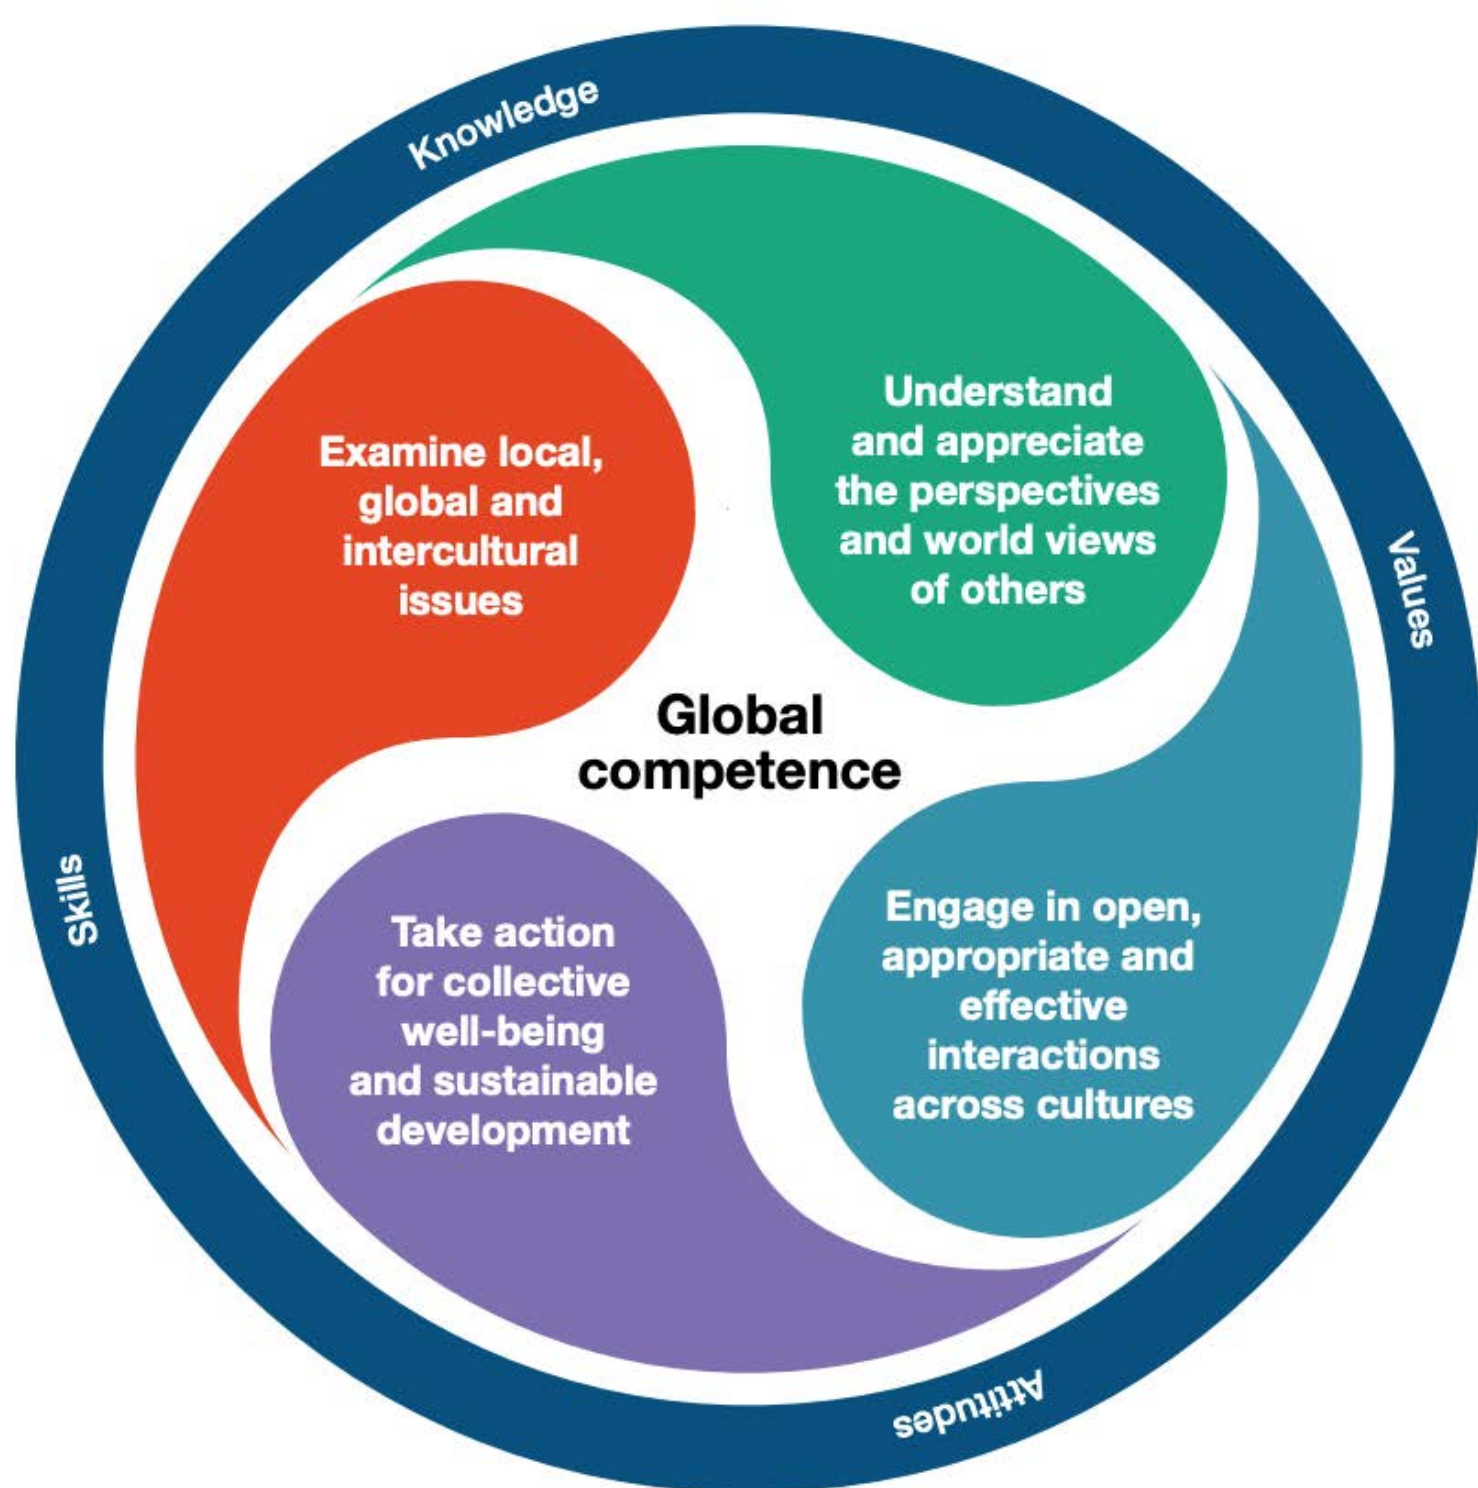 Knowledge
Understand
and appreciate
the perspectives
and world views
of others
Examine local,
global and
intercultural
issues
Values
Global
competence
Skills
Take action
for collective
well-being
and sustainable
development
Engage in open,
appropriate and
effective
interactions
across cultures
Attitudes